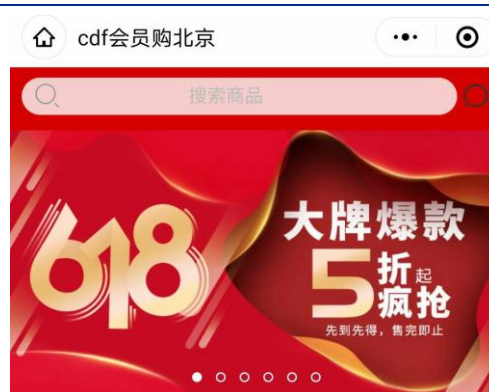 cdf会员购北京
搜索商品
618
大牌爆款
5折起
疯抢
先到先得，售完即止